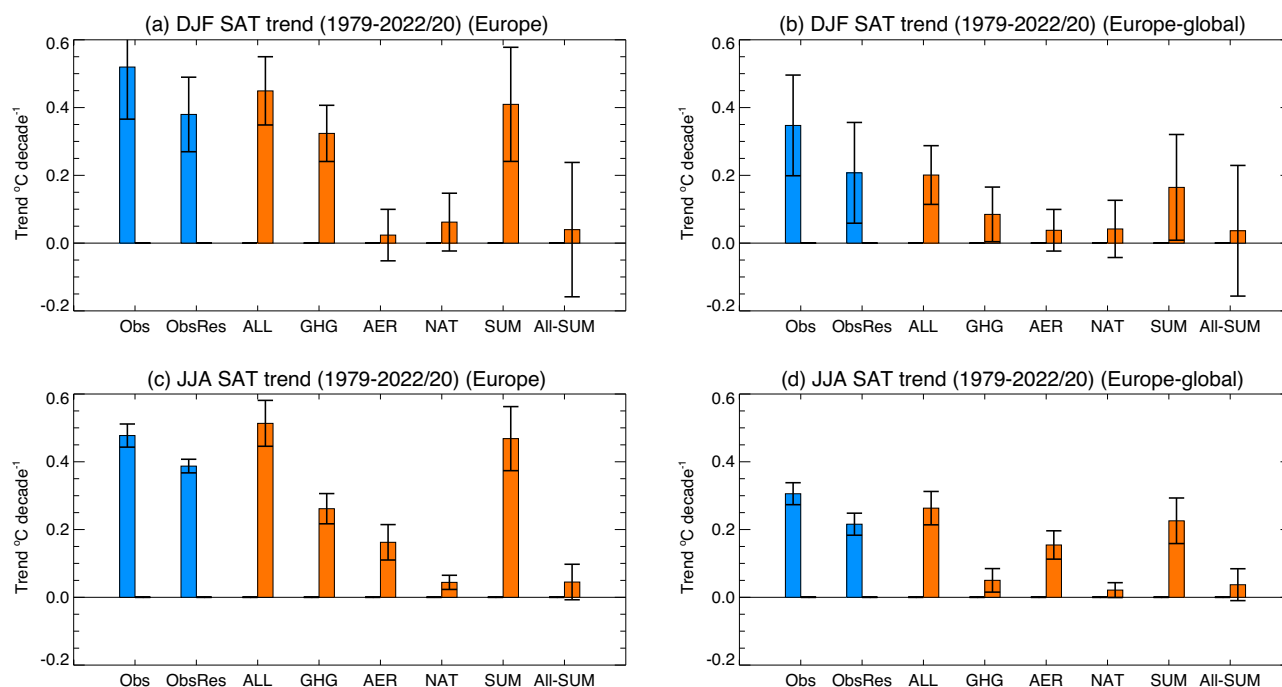 (a) DJF SAT trend (1979-2022/20) (Europe)
0.6
0.4
0.2
0.0
-0.2
Trend °C decade⁻¹
Obs ObsRes ALL GHG AER NAT SUM All-SUM
(b) DJF SAT trend (1979-2022/20) (Europe-global)
0.6
0.4
0.2
0.0
-0.2
Trend °C decade⁻¹
Obs ObsRes ALL GHG AER NAT SUM All-SUM
(c) JJA SAT trend (1979-2022/20) (Europe)
0.6
0.4
0.2
0.0
-0.2
Trend °C decade⁻¹
Obs ObsRes ALL GHG AER NAT SUM All-SUM
(d) JJA SAT trend (1979-2022/20) (Europe-global)
0.6
0.4
0.2
0.0
-0.2
Trend °C decade⁻¹
Obs ObsRes ALL GHG AER NAT SUM All-SUM